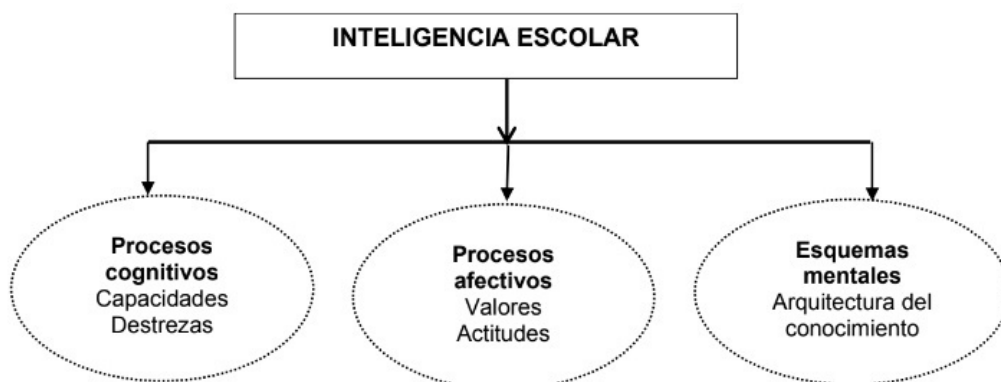 INTELIGENCIA ESCOLAR
Procesos
cognitivos
Capacidades
Destrezas
Procesos
afectivos
Valores
Actitudes
Esquemas
mentales
Arquitectura del
conocimiento